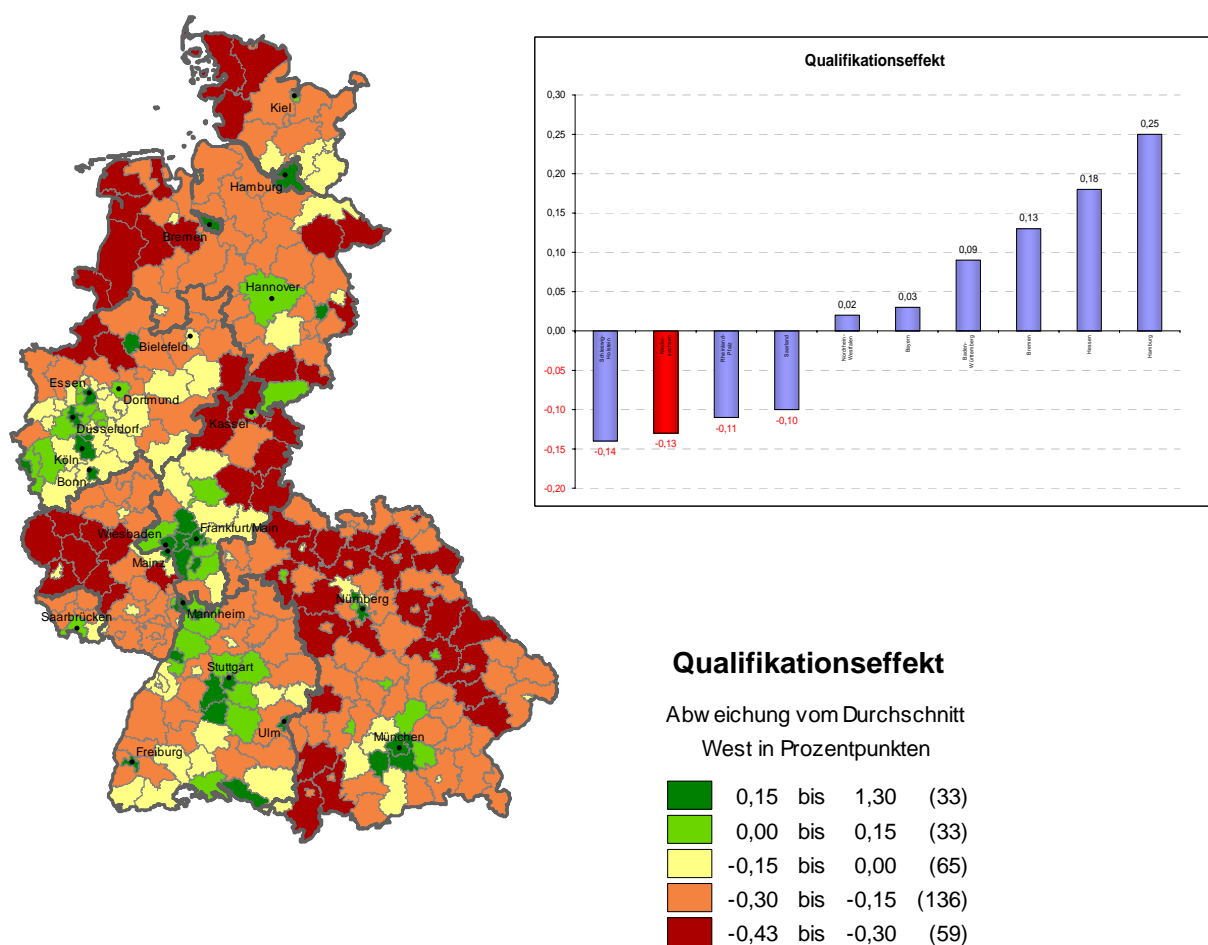 Qualifikationseffekt
0,30
0,25
0,20
0,15
0,10
0,05
0,00
-0,05
-0,10
-0,15
-0,20
-0,14
-0,13
-0,11
-0,10
0,02
0,03
0,09
0,13
0,18
0,25
Schleswig-
Holstein
Rheinland-
Pfalz
Saarland
Nordrhein-
Westfalen
Bayern
Baden-
Württemberg
Bremen
Hessen
Hamburg
Kiel
Hamburg
Bremen
Hannover
Bielefeld
Essen
Dortmund
Düsseldorf
Kassel
Köln
Bonn
Wiesbaden
Frankfurt/Main
Mainz
Nürnberg
Saarbrücken
Mannheim
Stuttgart
Ulm
München
Freiburg
Qualifikationseffekt
Abweichung vom Durchschnitt
West in Prozentpunkten
0,15 bis 1,30 (33)
0,00 bis 0,15 (33)
-0,15 bis 0,00 (65)
-0,30 bis -0,15 (136)
-0,43 bis -0,30 (59)